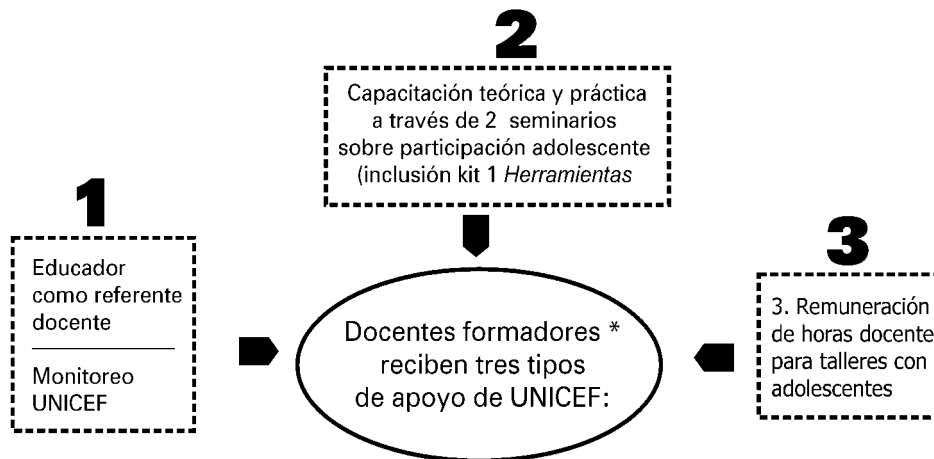 2
Capacitación teórica y práctica
a través de 2 seminarios
sobre participación adolescente
(inclusión kit 1 Herramientas
1
Educador
como referente
docente
Monitoreo
UNICEF
Docentes formadores *
reciben tres tipos
de apoyo de UNICEF:
3
3. Remuneración
de horas docente
para talleres con
adolescentes